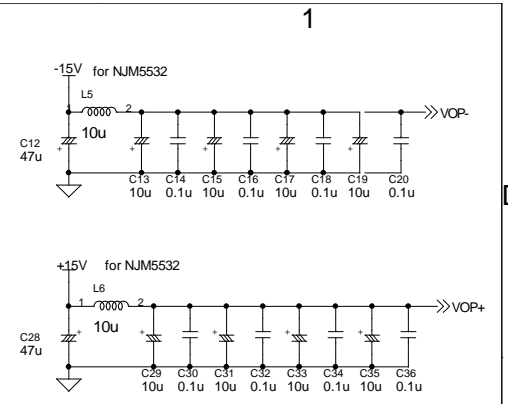 1
-15V for NJM5532
L5
1 2
VOP-
10u
C12
47u
C13 C14 C15 C16 C17 C18 C19 C20
10u 0.1u 10u 0.1u 10u 0.1u 10u 0.1u
+15V for NJM5532
L6
1 2
VOP+
10u
C28
47u
C29 C30 C31 C32 C33 C34 C35 C36
10u 0.1u 10u 0.1u 10u 0.1u 10u 0.1u